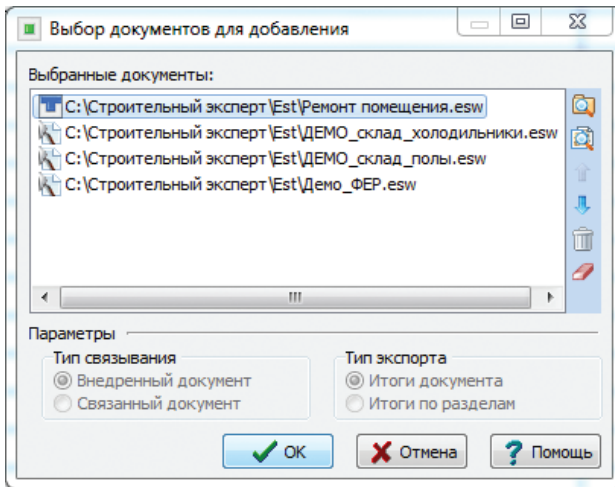 Выбор документов для добавления
Выбранные документы:
C:\Строительный эксперт\Est\Ремонт помещения.esw
C:\Строительный эксперт\Est\ДЕМО_склад_холодильники.esw
C:\Строительный эксперт\Est\ДЕМО_склад_полы.esw
C:\Строительный эксперт\Est\Демо_ФЕР.esw
Параметры
Тип связывания
Внедренный документ
Связанный документ
Тип экспорта
Итоги документа
Итоги по разделам
ОК
Отмена
Помощь